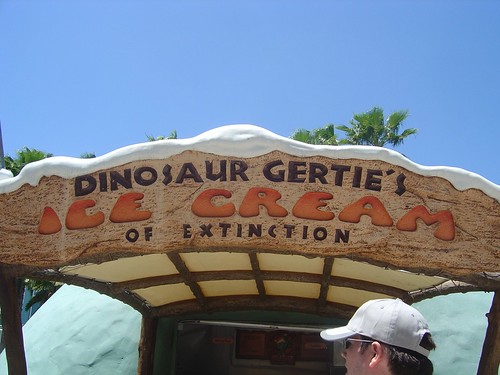 DINOSAUR GERTIE'S
ICE CREAM
OF EXTINCTION